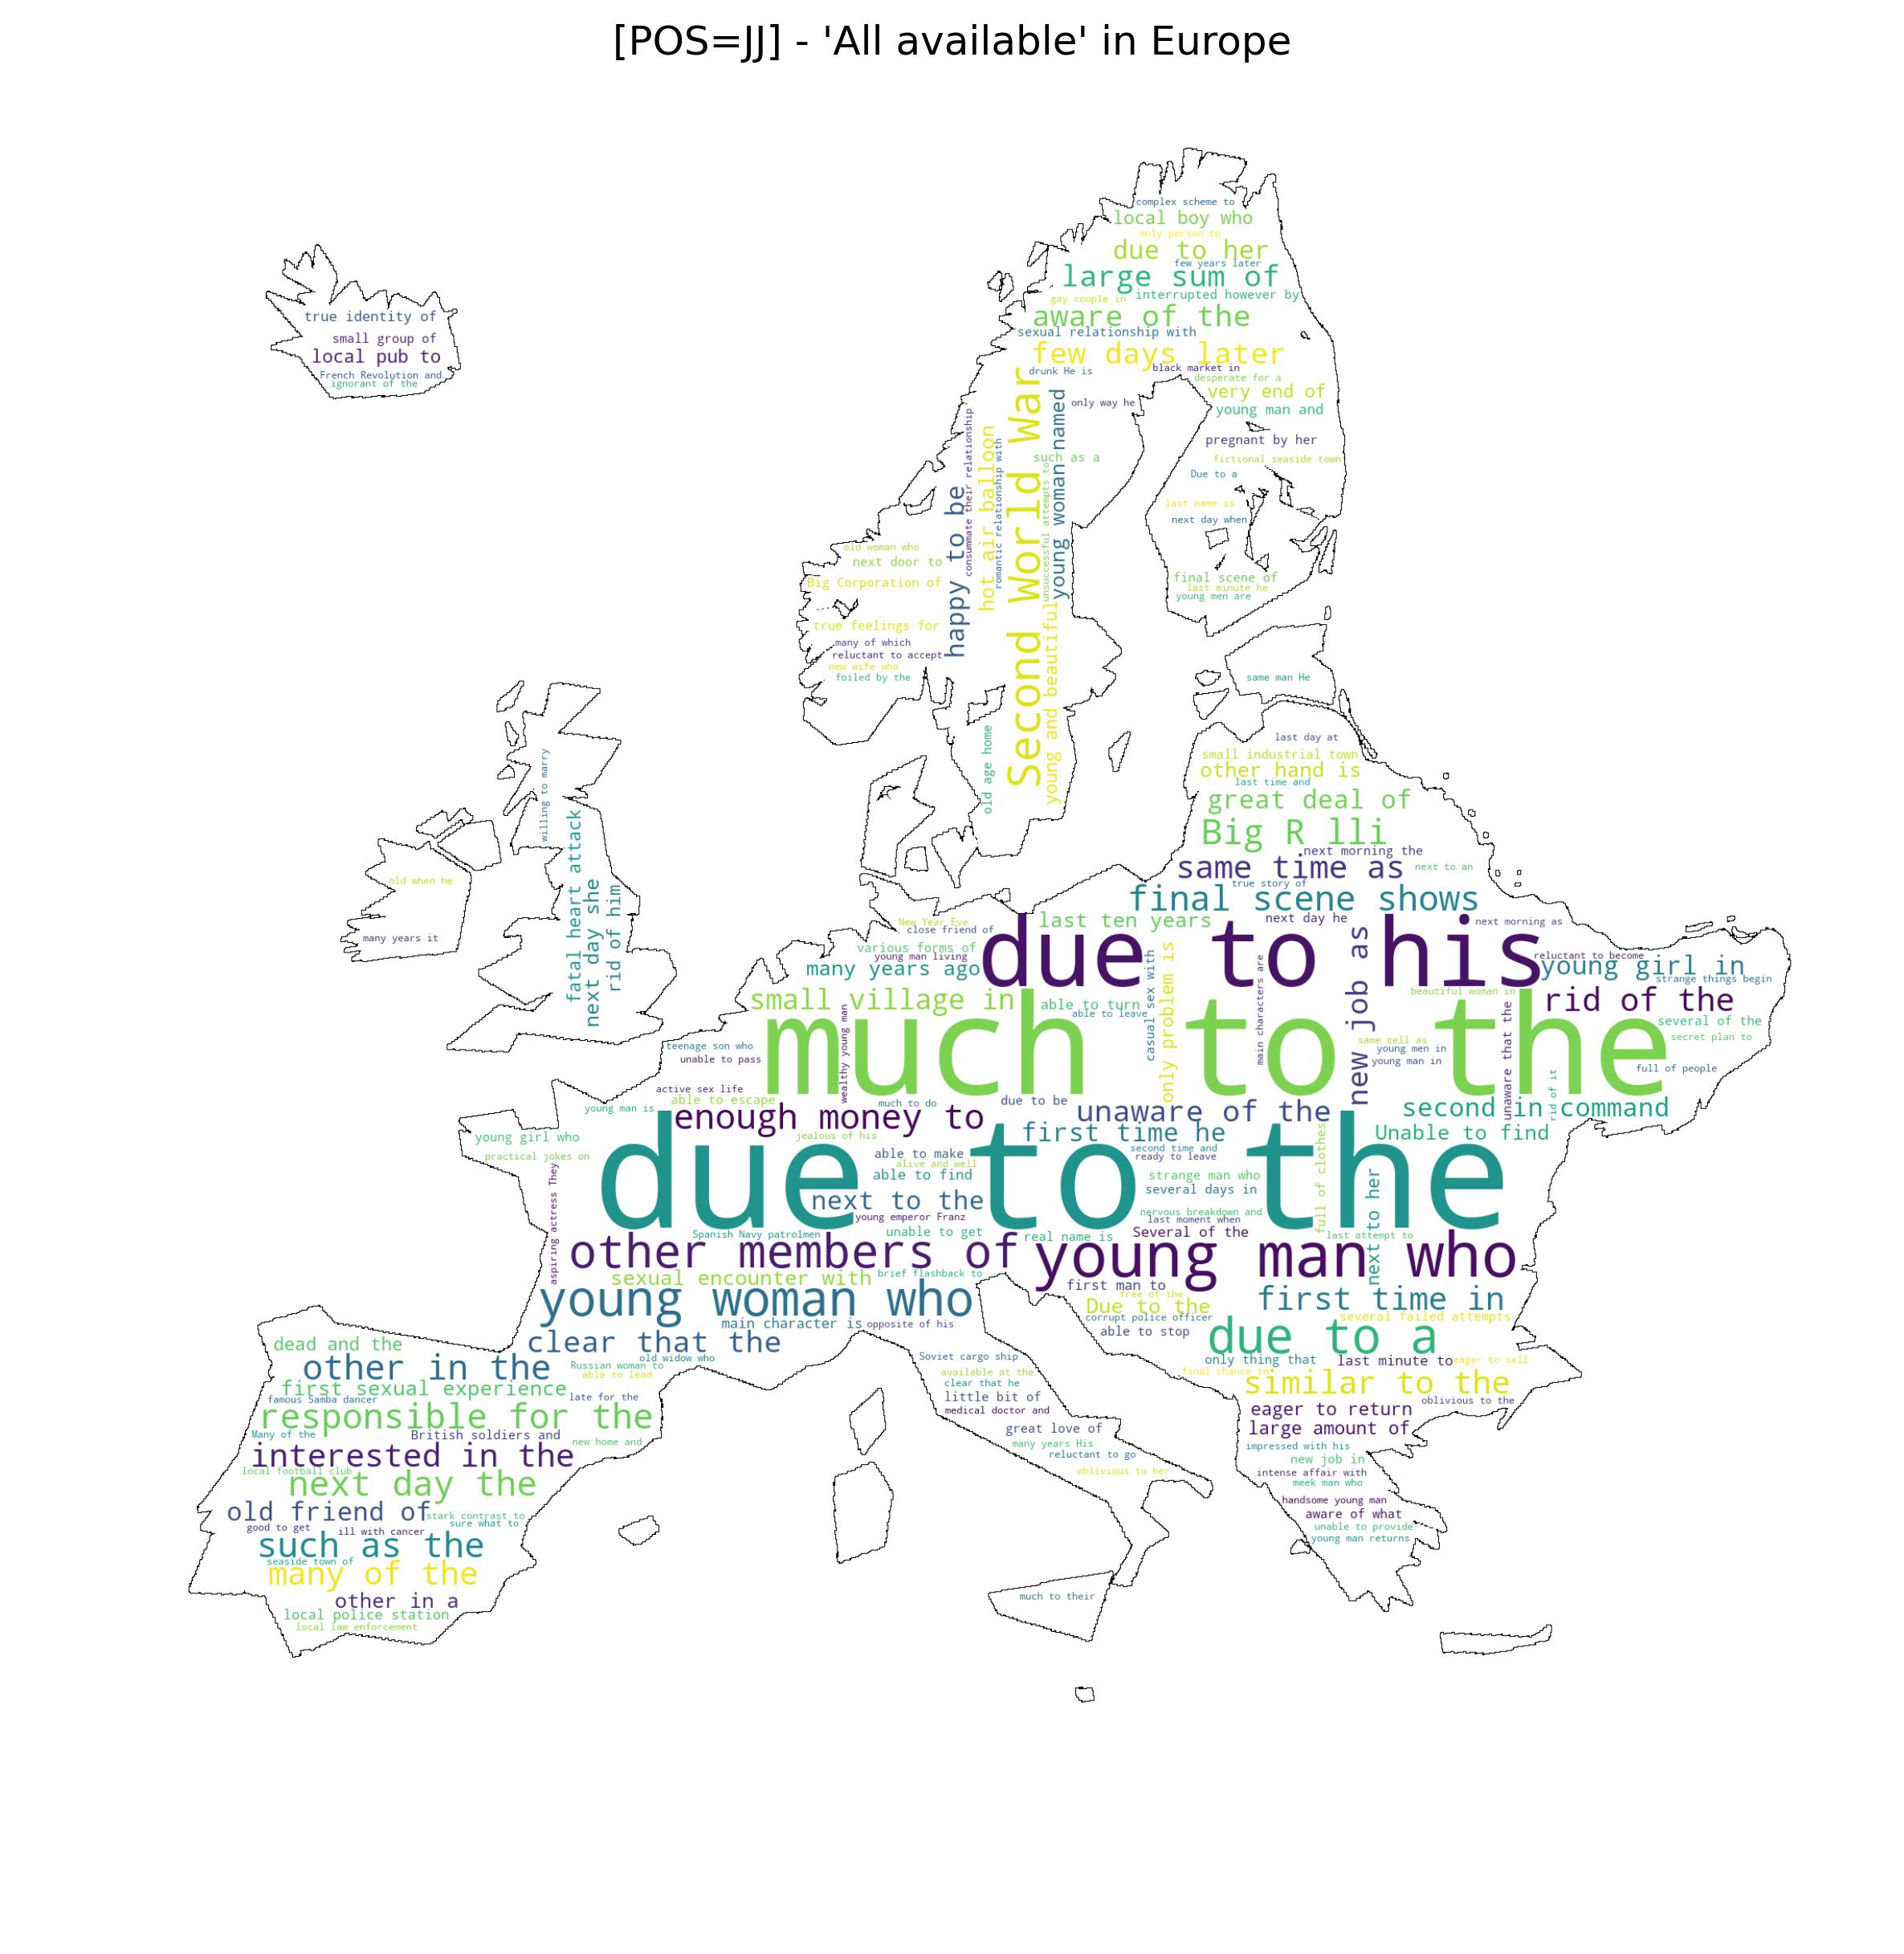 [POS=JJ] - 'All available' in Europe
complex scheme to
local boy who
only person to
due to her
few years later
large sum of
gay couple in
interrupted however by
aware of the
sexual relationship with
few days later
drunk He is
black market in
desperate for a
very end of
only way he
young man and
pregnant by her
such as a
fictional seaside town
Due to a
last name is
next day when
final scene of
last minute he
young men are
same man He
true identity of
small group of
local pub to
French Revolution and
ignorant of the
consummate their relationship
happy to be
hot air balloon
romantic relationship with
Second World War
unsuccessful attempts to
young woman named
young and beautiful
old age home
old woman who
next door to
Big Corporation of
true feelings for
many of which
reluctant to accept
new wife who
foiled by the
willing to marry
fatal heart attack
next day she
rid of him
old when he
many years it
last day at
small industrial town
other hand is
last time and
great deal of
Big R lli
next morning the
same time as
next to an
true story of
final scene shows
New Year Eve
close friend of
last ten years
next day he
next morning as
various forms of
young man living
many years ago
due to his
reluctant to become
young girl in
strange things begin
small village in
able to turn
able to leave
casual sex with
only problem is
main characters are
new job as
beautiful woman in
rid of the
several of the
secret plan to
much to the
wealthy young man
same cell as
young men in
young man in
unaware that the
rid of it
full of people
teenage son who
unable to pass
active sex life
able to escape
young man is
enough money to
much to do
due to be
unaware of the
second in command
first time he
Unable to find
young girl who
practical jokes on
jealous of his
able to make
alive and well
able to find
second time and
ready to leave
strange man who
several days in
full of clothes
due to the
aspiring actress They
next to the
young emperor Franz
nervous breakdown and
last moment when
next to her
Spanish Navy patrolmen
unable to get
real name is
Several of the
last attempt to
other members of
young man who
sexual encounter with
brief flashback to
first man to
free of the
young woman who
Due to the
first time in
main character is
opposite of his
corrupt police officer
several failed attempts
clear that the
able to stop
due to a
old widow who
only thing that
last minute to
eager to sell
final chance to
similar to the
oblivious to the
eager to return
large amount of
impressed with his
new job in
intense affair with
meek man who
handsome young man
aware of what
unable to provide
young man returns
dead and the
other in the
Russian woman to
able to lead
first sexual experience
famous Samba dancer
late for the
responsible for the
Many of the
British soldiers and
new home and
interested in the
local football club
next day the
old friend of
stark contrast to
sure what to
good to get
ill with cancer
such as the
seaside town of
many of the
other in a
local police station
local law enforcement
Soviet cargo ship
available at the
clear that he
little bit of
medical doctor and
great love of
many years His
reluctant to go
oblivious to her
much to their